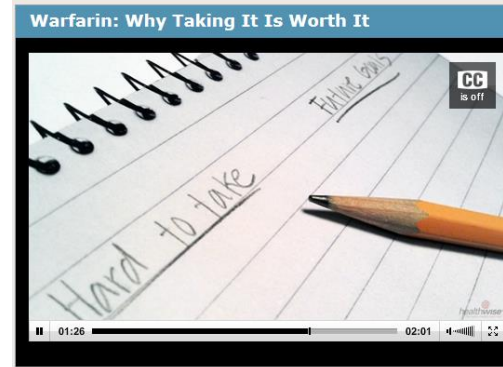 Warfarin: Why Taking It Is Worth It
CC
is off
Future Goals
Hard to take
healthwise
01:26
02:01